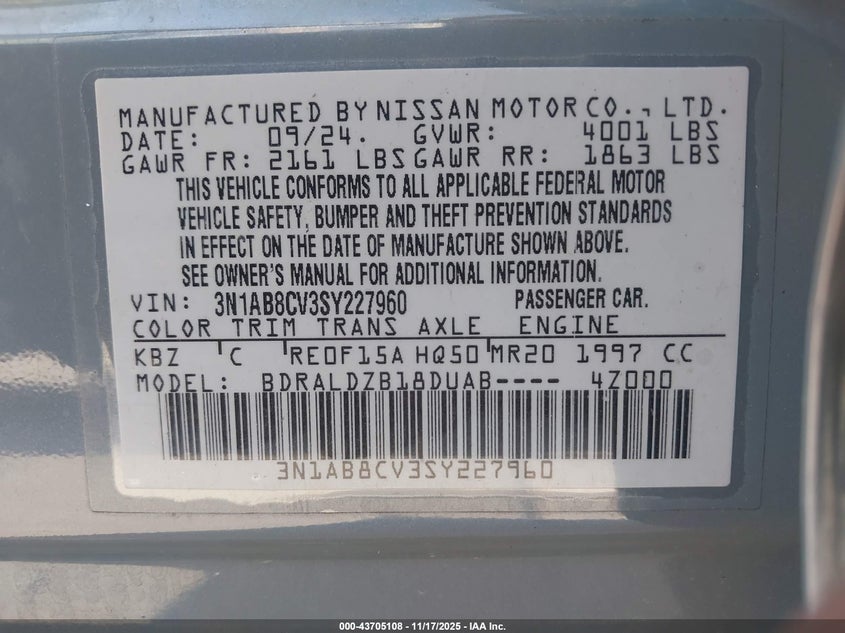 MANUFACTURED BY NISSAN MOTOR CO., LTD.
DATE: 09/24. GVWR: 4001 LBS
GAWR FR: 2161 LBS GAWR RR: 1863 LBS
THIS VEHICLE CONFORMS TO ALL APPLICABLE FEDERAL MOTOR
VEHICLE SAFETY, BUMPER AND THEFT PREVENTION STANDARDS
IN EFFECT ON THE DATE OF MANUFACTURE SHOWN ABOVE.
SEE OWNER'S MANUAL FOR ADDITIONAL INFORMATION.
VIN: 3N1AB8CV3SY227960 PASSENGER CAR.
COLOR TRIM TRANS AXLE ENGINE
KBZ C RE0F15A HQ50 MR20 1997 CC
MODEL: BDRALDZB18DUAB---- 4Z000
3N1AB8CV3SY227960
000-43705108 - 11/17/2025 - IAA Inc.